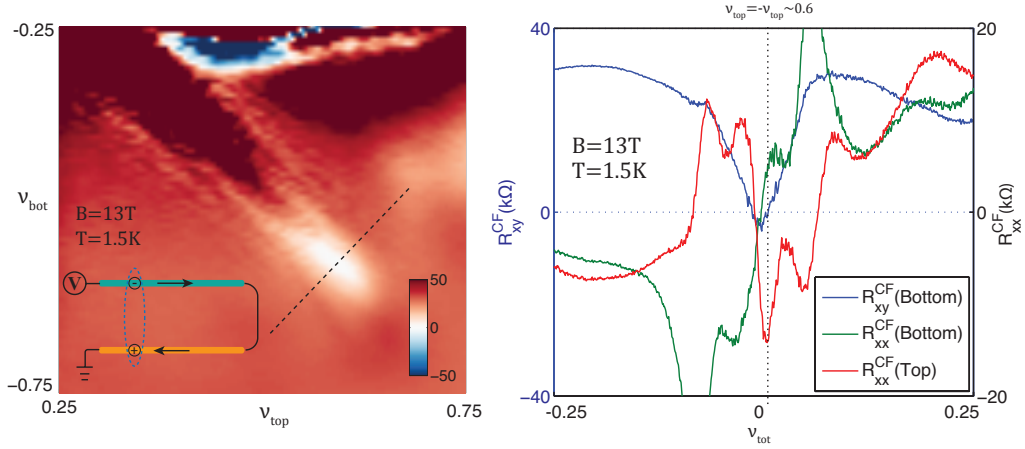 -0.25
ν_bot
B=13T
T=1.5K
V
-
+
50
0
−50
−0.75
0.25
ν_top
0.75
ν_top=-ν_top~0.6
40
20
B=13T
T=1.5K
R_xy^CF(kΩ)
0
0
R_xx^CF(kΩ)
R_xy^CF(Bottom)
R_xx^CF(Bottom)
R_xx^CF(Top)
−40
−20
-0.25
0
0.25
ν_tot